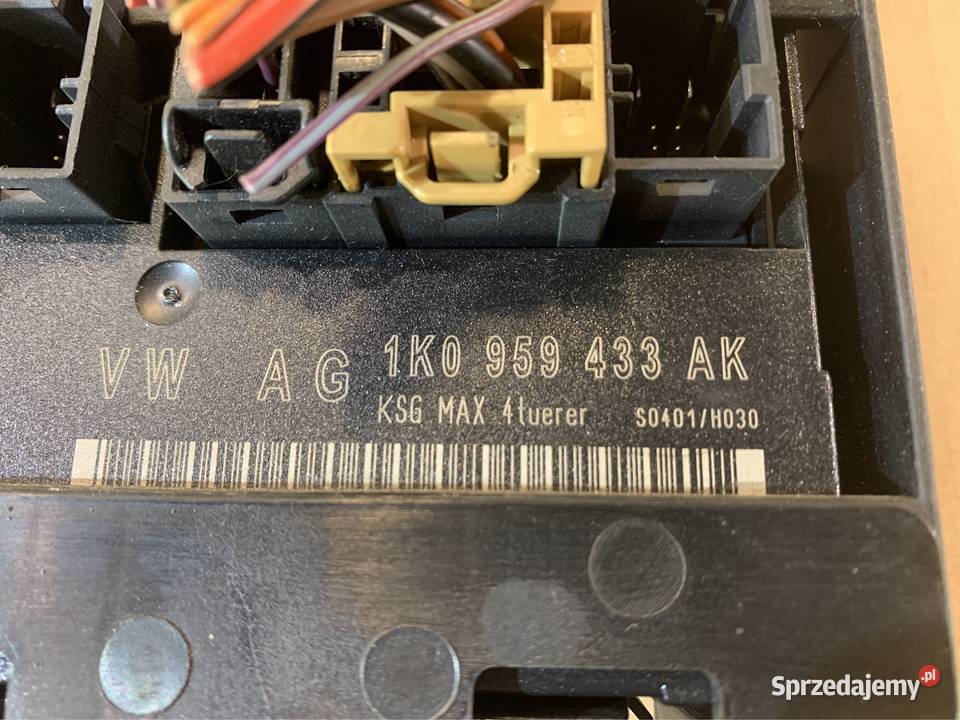 VW AG 1K0 959 433 AK
KSG MAX 4tuerer S0401/H030
Sprzedajemy.pl